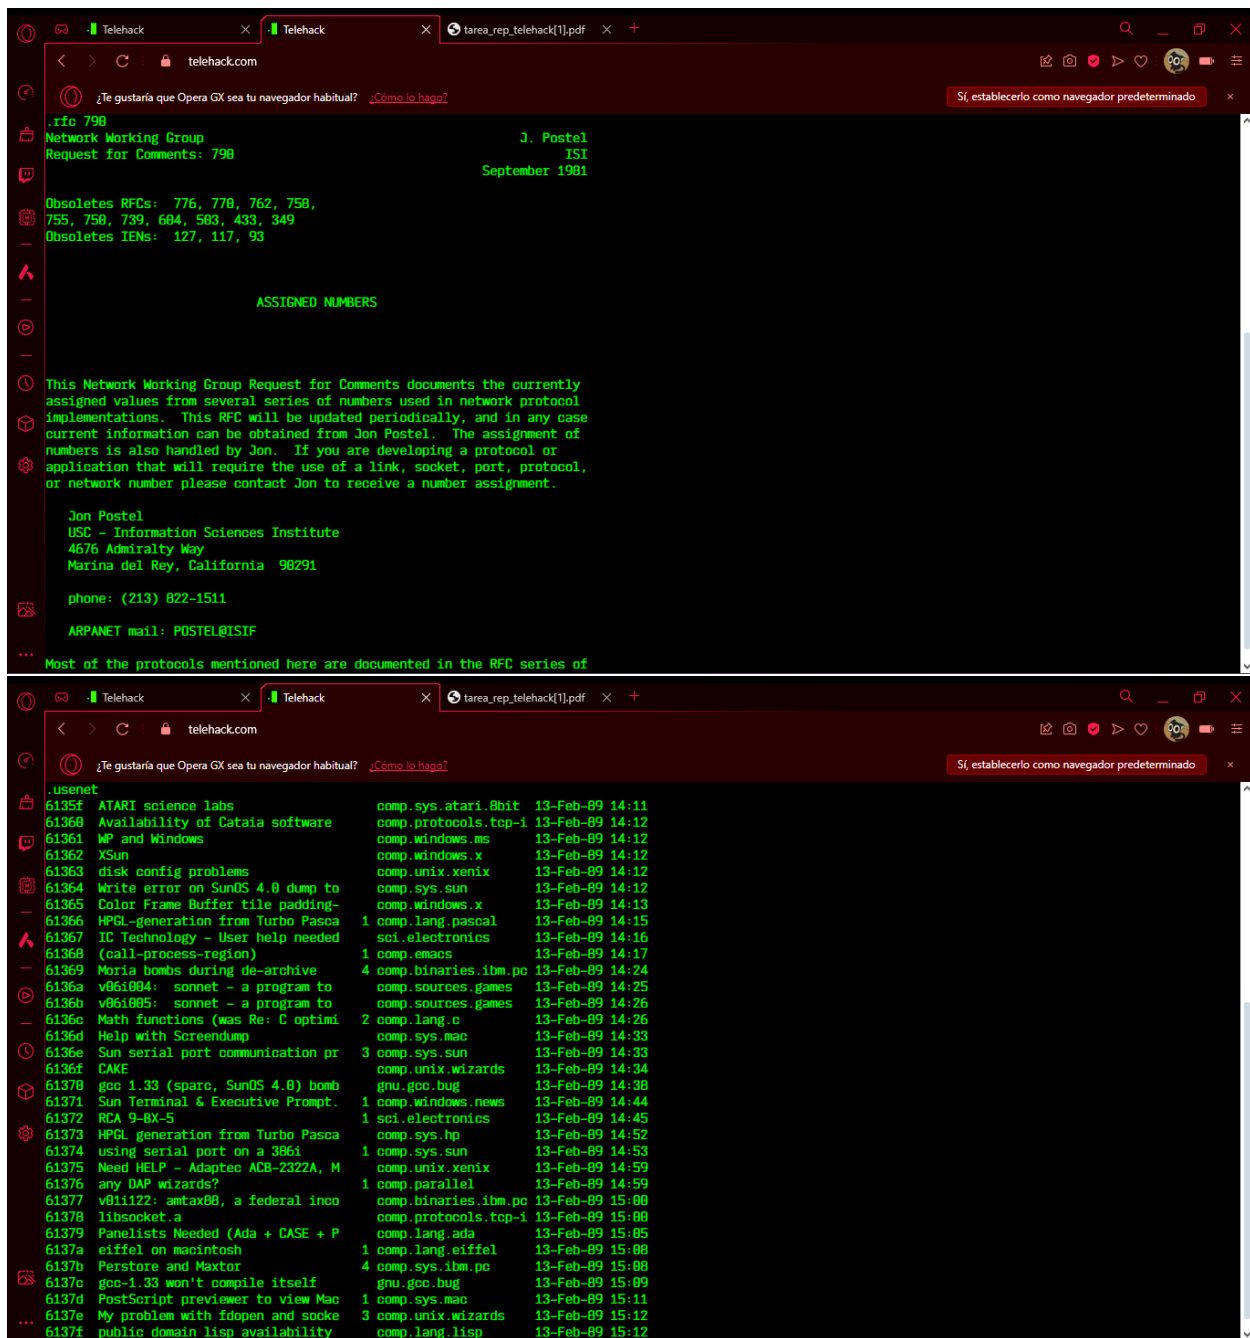 Telehack
Telehack
tarea_rep_telehack[1].pdf
telehack.com
¿Te gustaría que Opera GX sea tu navegador habitual? ¿Cómo lo hago? Sí, establecerlo como navegador predeterminado
.rfc 790
Network Working Group J. Postel
Request for Comments: 790 ISI
September 1981
Obsoletes RFCs: 776, 770, 762, 758,
755, 750, 739, 604, 503, 433, 349
Obsoletes IENs: 127, 117, 93
ASSIGNED NUMBERS
This Network Working Group Request for Comments documents the currently
assigned values from several series of numbers used in network protocol
implementations. This RFC will be updated periodically, and in any case
current information can be obtained from Jon Postel. The assignment of
numbers is also handled by Jon. If you are developing a protocol or
application that will require the use of a link, socket, port, protocol,
or network number please contact Jon to receive a number assignment.
Jon Postel
USC - Information Sciences Institute
4676 Admiralty Way
Marina del Rey, California 90291
phone: (213) 822-1511
ARPANET mail: POSTEL@ISIF
Most of the protocols mentioned here are documented in the RFC series of
Telehack
Telehack
tarea_rep_telehack[1].pdf
telehack.com
¿Te gustaría que Opera GX sea tu navegador habitual? ¿Cómo lo hago? Sí, establecerlo como navegador predeterminado
.usenet
6135f ATARI science labs comp.sys.atari.8bit 13-Feb-89 14:11
61360 Availability of Cataia software comp.protocols.tcp-i 13-Feb-89 14:12
61361 WP and Windows comp.windows.ms 13-Feb-89 14:12
61362 XSun comp.windows.x 13-Feb-89 14:12
61363 disk config problems comp.unix.xenix 13-Feb-89 14:12
61364 Write error on SunOS 4.0 dump to comp.sys.sun 13-Feb-89 14:12
61365 Color Frame Buffer tile padding- comp.windows.x 13-Feb-89 14:13
61366 HPGL-generation from Turbo Pasca 1 comp.lang.pascal 13-Feb-89 14:15
61367 IC Technology - User help needed sci.electronics 13-Feb-89 14:16
61368 (call-process-region) 1 comp.emacs 13-Feb-89 14:17
61369 Moria bombs during de-archive 4 comp.binaries.ibm.pc 13-Feb-89 14:24
6136a v06i004: sonnet - a program to comp.sources.games 13-Feb-89 14:25
6136b v06i005: sonnet - a program to comp.sources.games 13-Feb-89 14:26
6136c Math functions (was Re: C optimi 2 comp.lang.c 13-Feb-89 14:26
6136d Help with Screendump comp.sys.mac 13-Feb-89 14:33
6136e Sun serial port communication pr 3 comp.sys.sun 13-Feb-89 14:33
6136f CAKE comp.unix.wizards 13-Feb-89 14:34
61370 gcc 1.33 (sparc, SunOS 4.0) bomb gnu.gcc.bug 13-Feb-89 14:38
61371 Sun Terminal & Executive Prompt. 1 comp.windows.news 13-Feb-89 14:44
61372 RCA 9-BX-5 1 sci.electronics 13-Feb-89 14:45
61373 HPGL generation from Turbo Pasca comp.sys.hp 13-Feb-89 14:52
61374 using serial port on a 386i 1 comp.sys.sun 13-Feb-89 14:53
61375 Need HELP - Adaptec ACB-2322A, M comp.unix.xenix 13-Feb-89 14:59
61376 any DAP wizards? 1 comp.parallel 13-Feb-89 14:59
61377 v01i122: amtax88, a federal inco comp.binaries.ibm.pc 13-Feb-89 15:00
61378 libsocket.a comp.protocols.tcp-i 13-Feb-89 15:00
61379 Panelists Needed (Ada + CASE + P comp.lang.ada 13-Feb-89 15:05
6137a eiffel on macintosh 1 comp.lang.eiffel 13-Feb-89 15:08
6137b Perstore and Maxtor 4 comp.sys.ibm.pc 13-Feb-89 15:08
6137c gcc-1.33 won't compile itself gnu.gcc.bug 13-Feb-89 15:09
6137d PostScript previewer to view Mac 1 comp.sys.mac 13-Feb-89 15:11
6137e My problem with fdopen and socke 3 comp.unix.wizards 13-Feb-89 15:12
6137f public domain lisp availability comp.lang.lisp 13-Feb-89 15:12